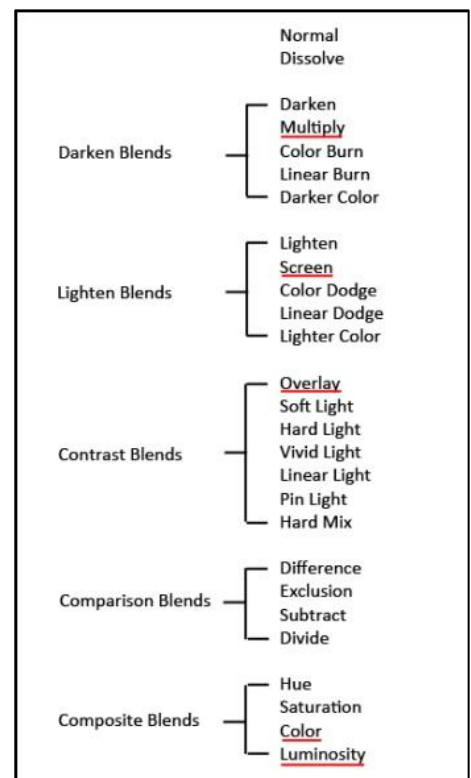 Normal
Dissolve
Darken Blends
Darken
Multiply
Color Burn
Linear Burn
Darker Color
Lighten Blends
Lighten
Screen
Color Dodge
Linear Dodge
Lighter Color
Contrast Blends
Overlay
Soft Light
Hard Light
Vivid Light
Linear Light
Pin Light
Hard Mix
Comparison Blends
Difference
Exclusion
Subtract
Divide
Composite Blends
Hue
Saturation
Color
Luminosity